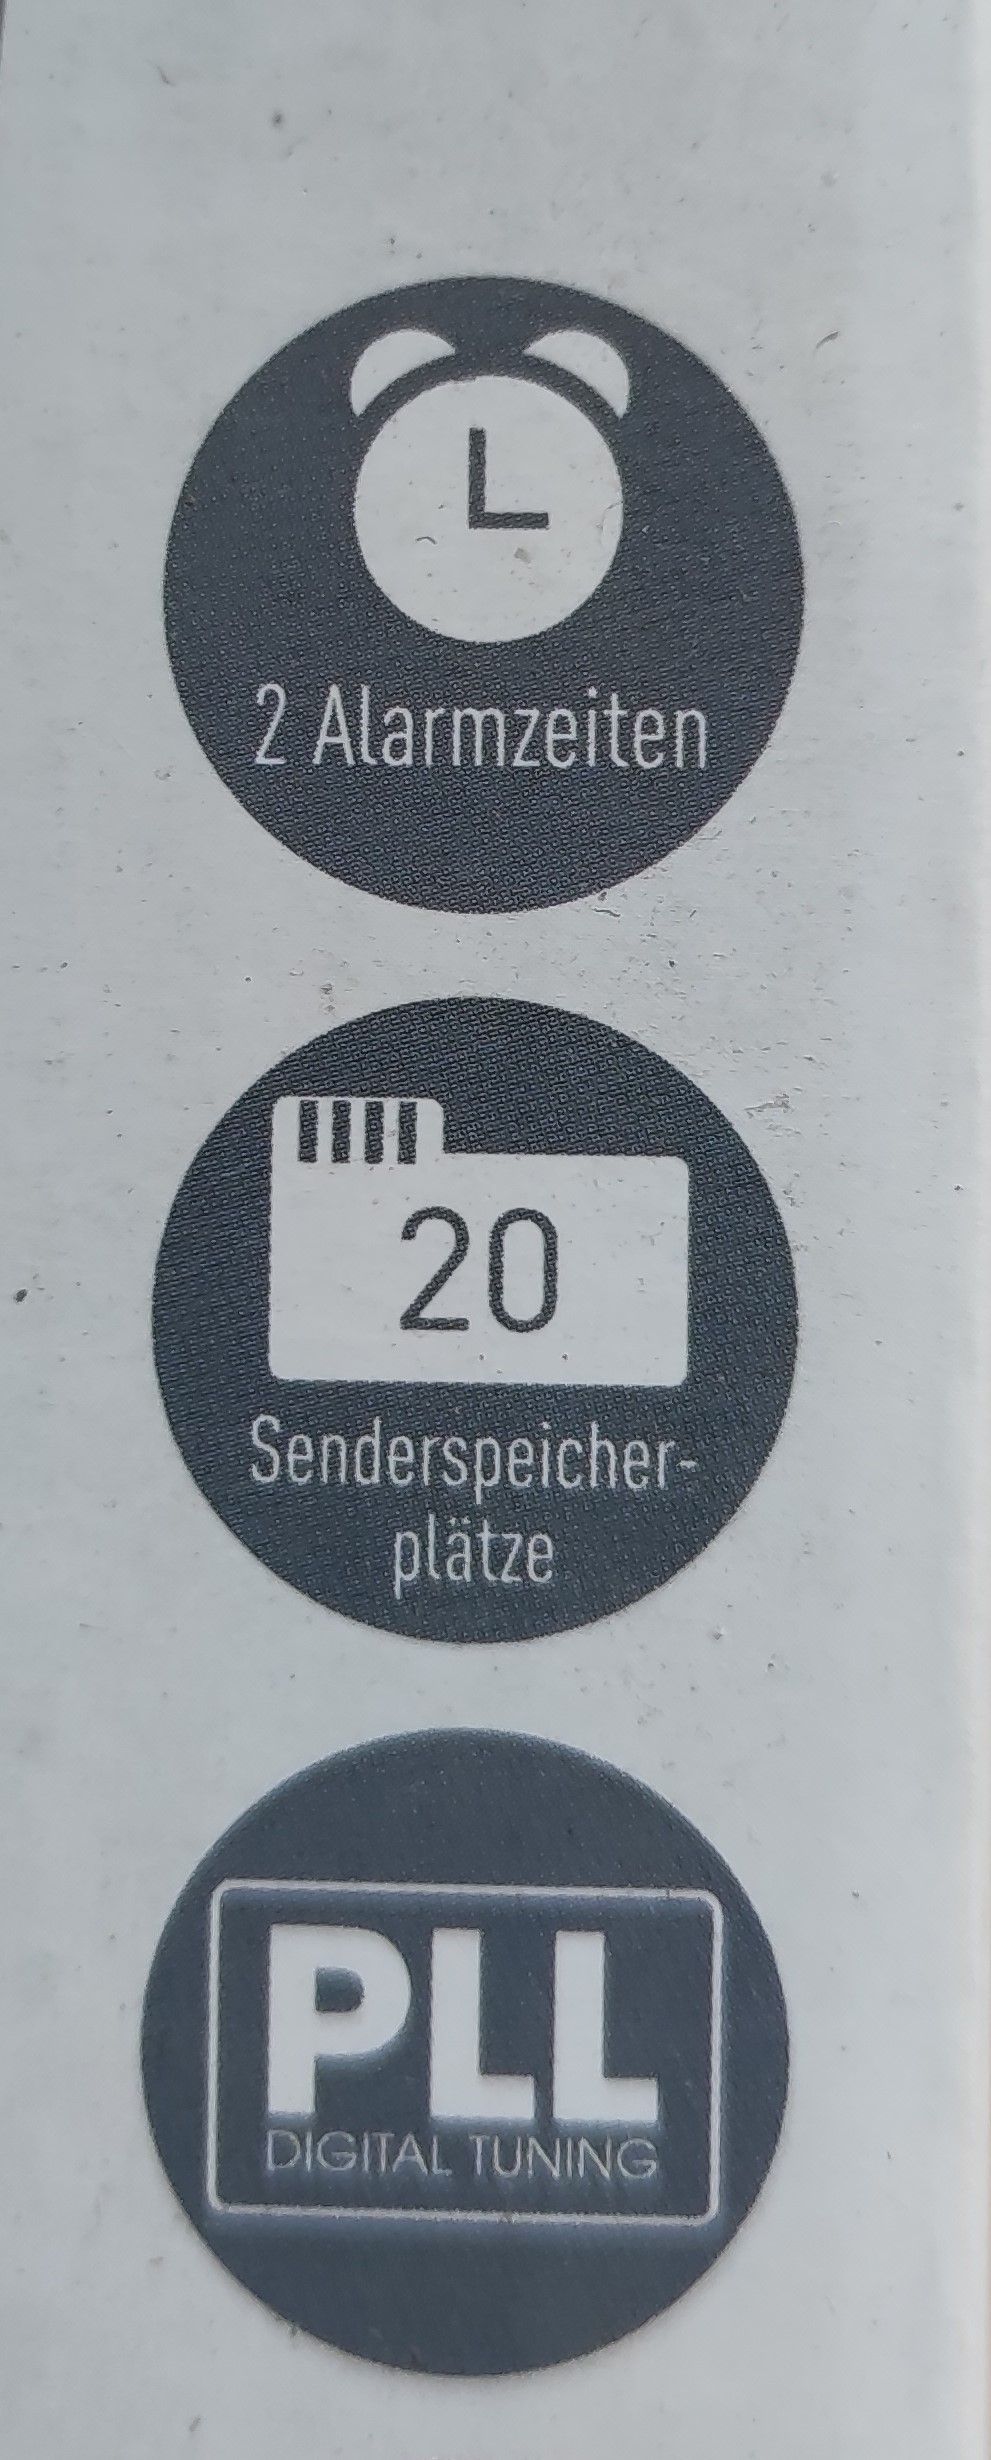 2 Alarmzeiten
20
Senderspeicher-
plätze
PLL
DIGITAL TUNING